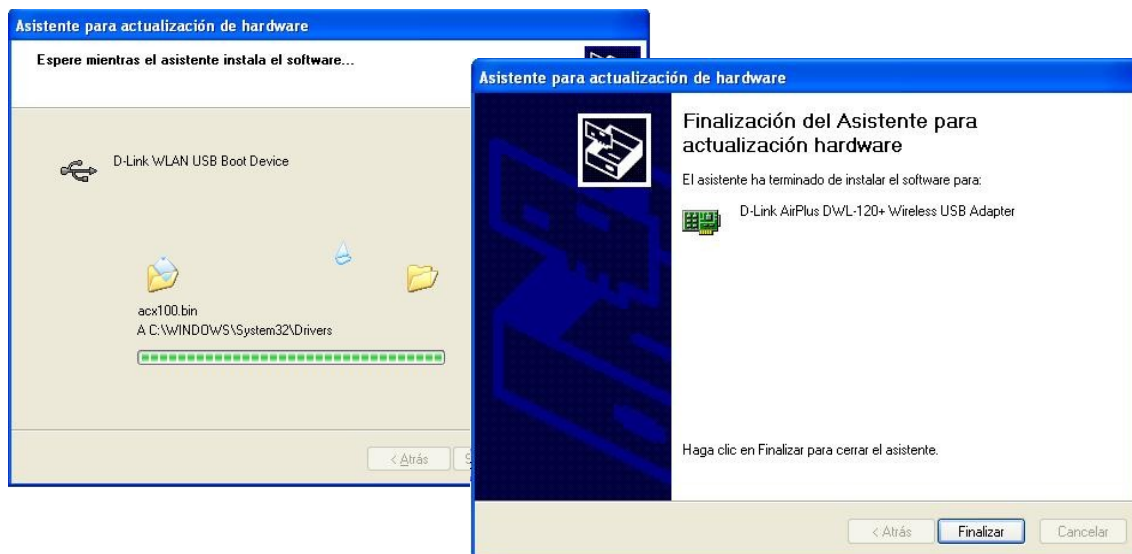 Asistente para actualización de hardware
Espere mientras el asistente instala el software...
D-Link WLAN USB Boot Device
acx100.bin
A C:\WINDOWS\System32\Drivers
< Atrás
Asistente para actualización de hardware
Finalización del Asistente para
actualización hardware
El asistente ha terminado de instalar el software para:
D-Link AirPlus DWL-120+ Wireless USB Adapter
Haga clic en Finalizar para cerrar el asistente.
< Atrás
Finalizar
Cancelar